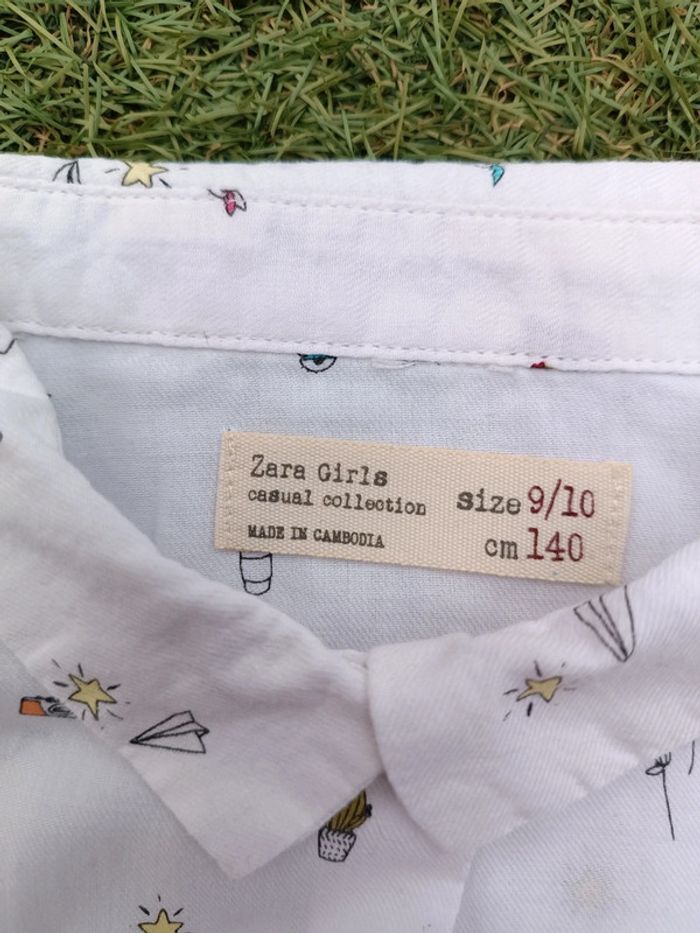 Zara Girls
casual collection
MADE IN CAMBODIA
size 9/10
cm 140